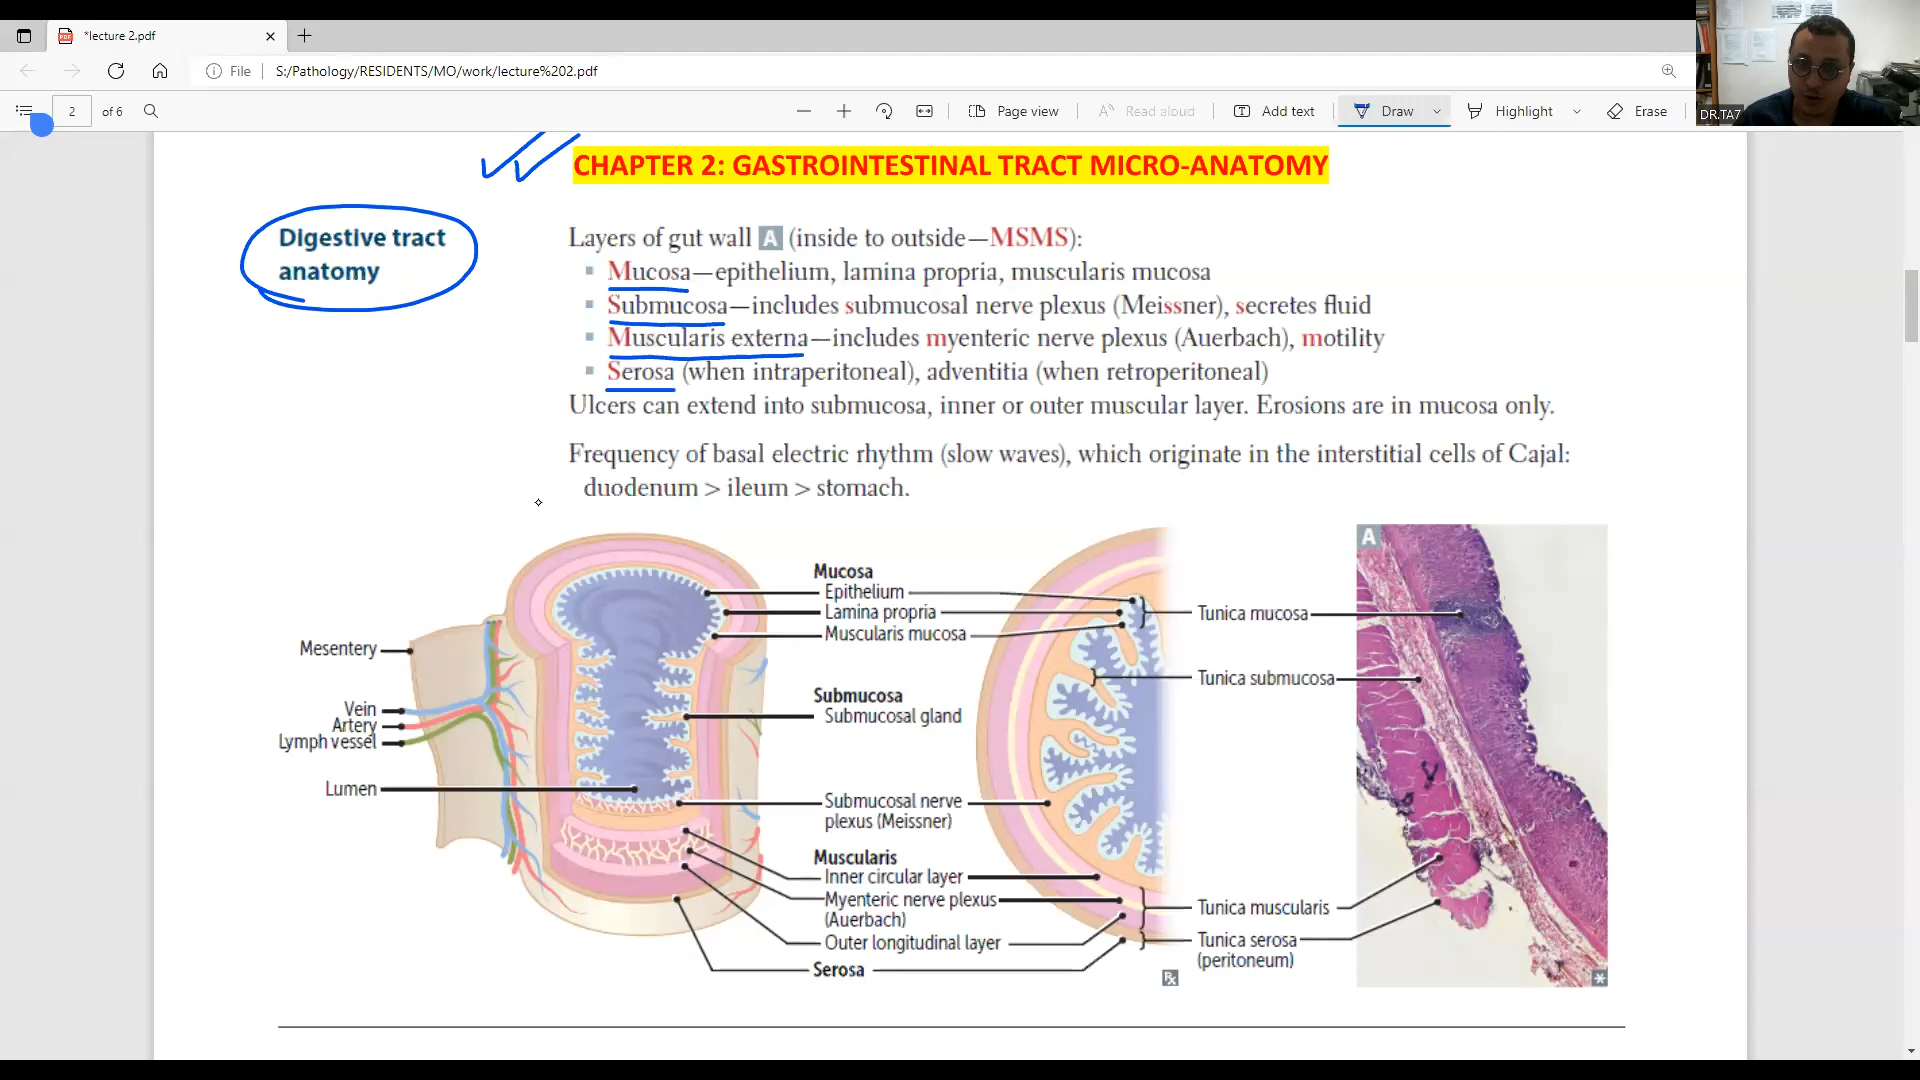 *lecture 2.pdf
File
S:/Pathology/RESIDENTS/MO/work/lecture%202.pdf
2 of 6
Page view
Read aloud
Add text
Draw
Highlight
Erase
DR.TA7
CHAPTER 2: GASTROINTESTINAL TRACT MICRO-ANATOMY
Digestive tract
anatomy
Layers of gut wall A (inside to outside—MSMS):
Mucosa—epithelium, lamina propria, muscularis mucosa
Submucosa—includes submucosal nerve plexus (Meissner), secretes fluid
Muscularis externa—includes myenteric nerve plexus (Auerbach), motility
Serosa (when intraperitoneal), adventitia (when retroperitoneal)
Ulcers can extend into submucosa, inner or outer muscular layer. Erosions are in mucosa only.
Frequency of basal electric rhythm (slow waves), which originate in the interstitial cells of Cajal:
duodenum > ileum > stomach.
Mesentery
Vein
Artery
Lymph vessel
Lumen
Mucosa
Epithelium
Lamina propria
Muscularis mucosa
Submucosa
Submucosal gland
Submucosal nerve
plexus (Meissner)
Muscularis
Inner circular layer
Myenteric nerve plexus
(Auerbach)
Outer longitudinal layer
Serosa
Tunica mucosa
Tunica submucosa
Tunica muscularis
Tunica serosa
(peritoneum)
Rx
A